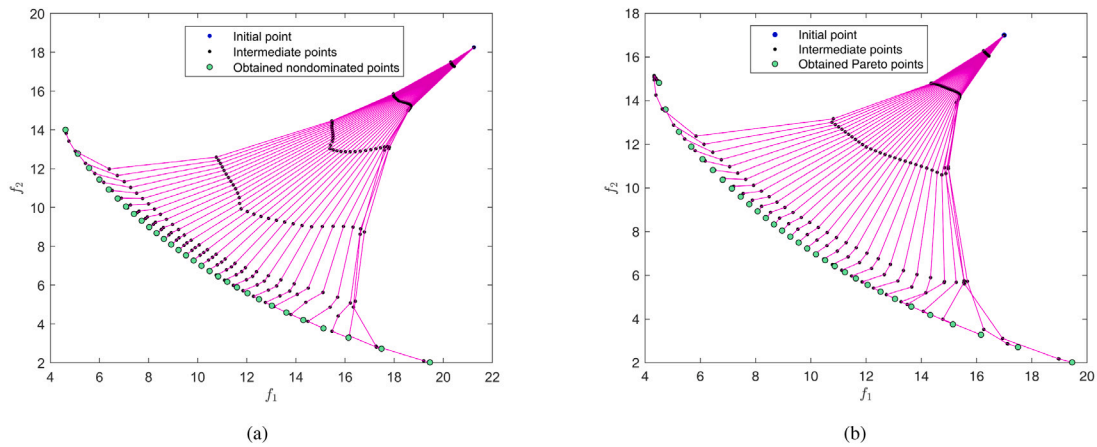 20
18
16
14
12
10
8
6
4
2
f₂
4 6 8 10 12 14 16 18 20 22
f₁
Initial point
Intermediate points
Obtained nondominated points
(a)
18
16
14
12
10
8
6
4
2
f₂
4 6 8 10 12 14 16 18 20
f₁
Initial point
Intermediate points
Obtained Pareto points
(b)